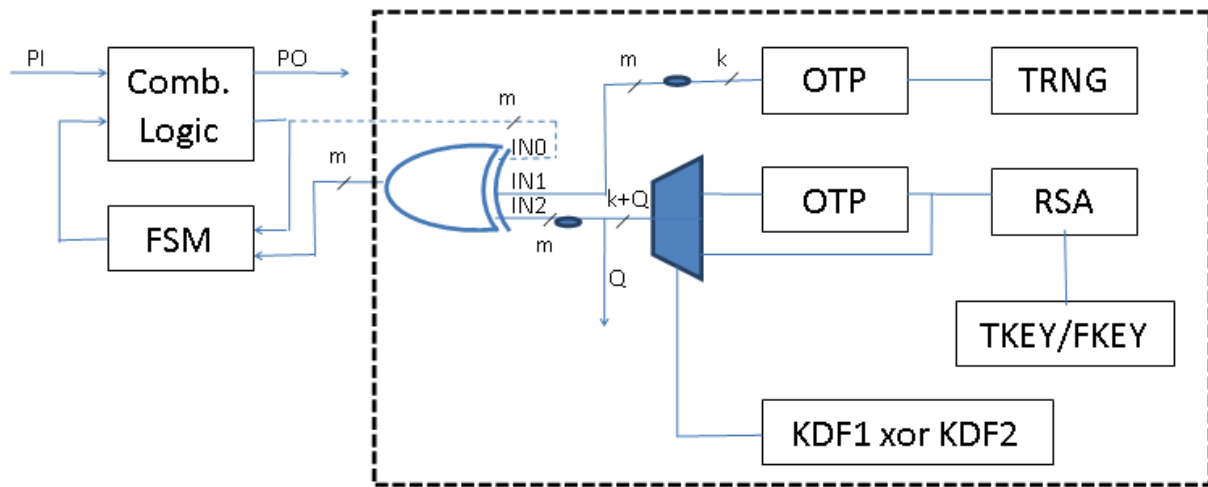 PI
Comb.
Logic
PO
m
k
OTP
TRNG
m
IN0
m
IN1
IN2
k+Q
m
OTP
RSA
FSM
Q
TKEY/FKEY
KDF1 xor KDF2